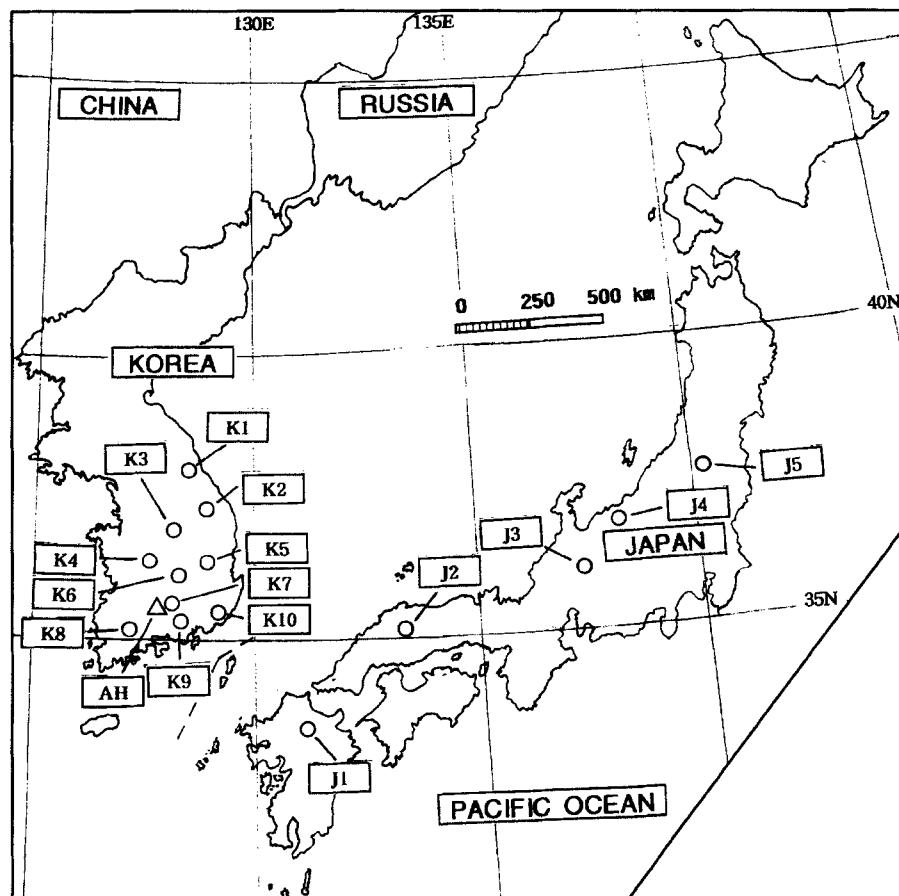 130E
135E
CHINA
RUSSIA
0 250 500 km
40N
KOREA
K1
K3
K2
J5
K4
K5
J4
J3
JAPAN
K6
K7
J2
K8
K10
35N
AH
K9
J1
PACIFIC OCEAN